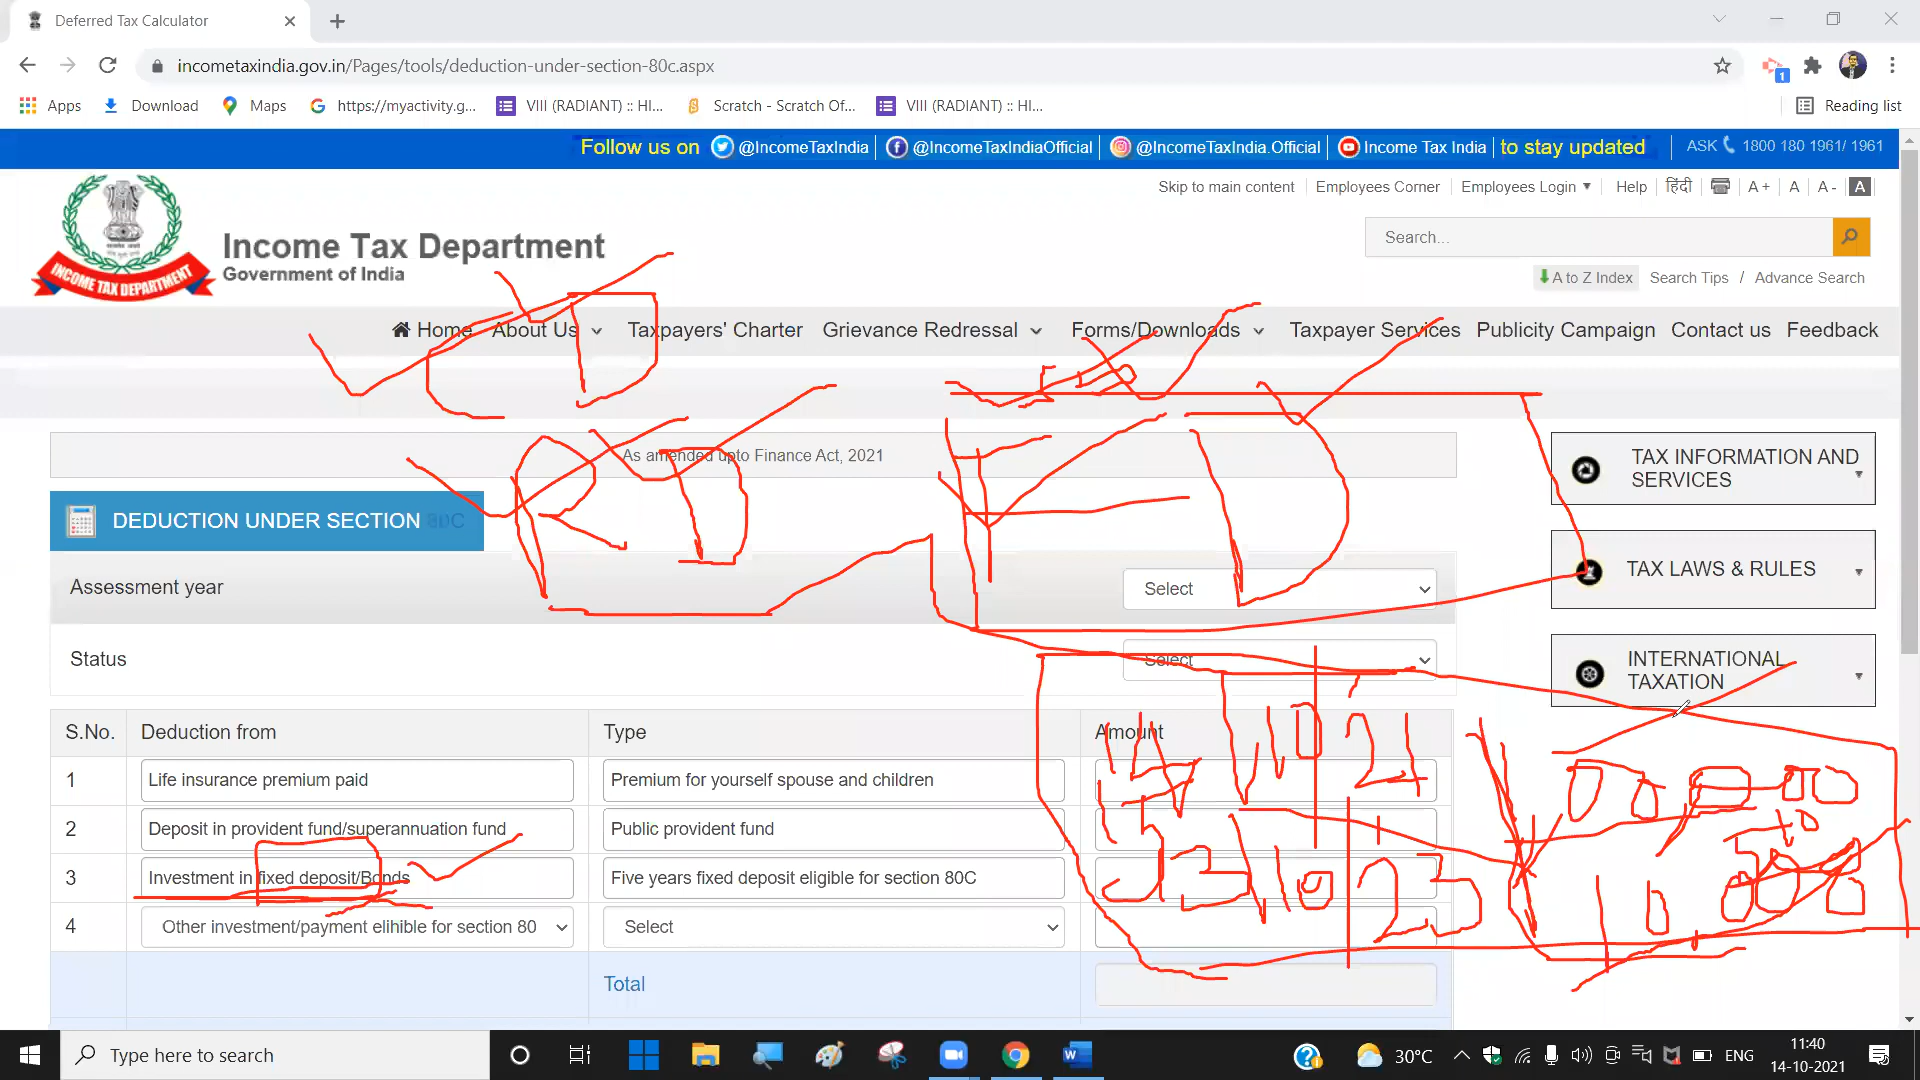 Deferred Tax Calculator
incometaxindia.gov.in/Pages/tools/deduction-under-section-80c.aspx
Apps Download Maps https://myactivity.g... VIII (RADIANT) :: HI... Scratch - Scratch Of... VIII (RADIANT) :: HI... Reading list
1
Follow us on @IncomeTaxIndia @IncomeTaxIndiaOfficial @IncomeTaxIndia.Official Income Tax India to stay updated ASK 1800 180 1961/ 1961
Skip to main content Employees Corner Employees Login Help हिंदी A+ A A- A
Income Tax Department
Government of India
INCOME TAX DEPARTMENT
Search...
A to Z Index Search Tips / Advance Search
Home About Us Taxpayers' Charter Grievance Redressal Forms/Downloads Taxpayer Services Publicity Campaign Contact us Feedback
As amended upto Finance Act, 2021
DEDUCTION UNDER SECTION 80C
Assessment year Select
Status Select
TAX INFORMATION AND SERVICES
TAX LAWS & RULES
INTERNATIONAL TAXATION
S.No. Deduction from Type Amount
1 Life insurance premium paid Premium for yourself spouse and children
2 Deposit in provident fund/superannuation fund Public provident fund
3 Investment in fixed deposit/Bonds Five years fixed deposit eligible for section 80C
4 Other investment/payment elihible for section 80 Select
Total
RD
FD
Type here to search
30°C ENG 11:40
14-10-2021